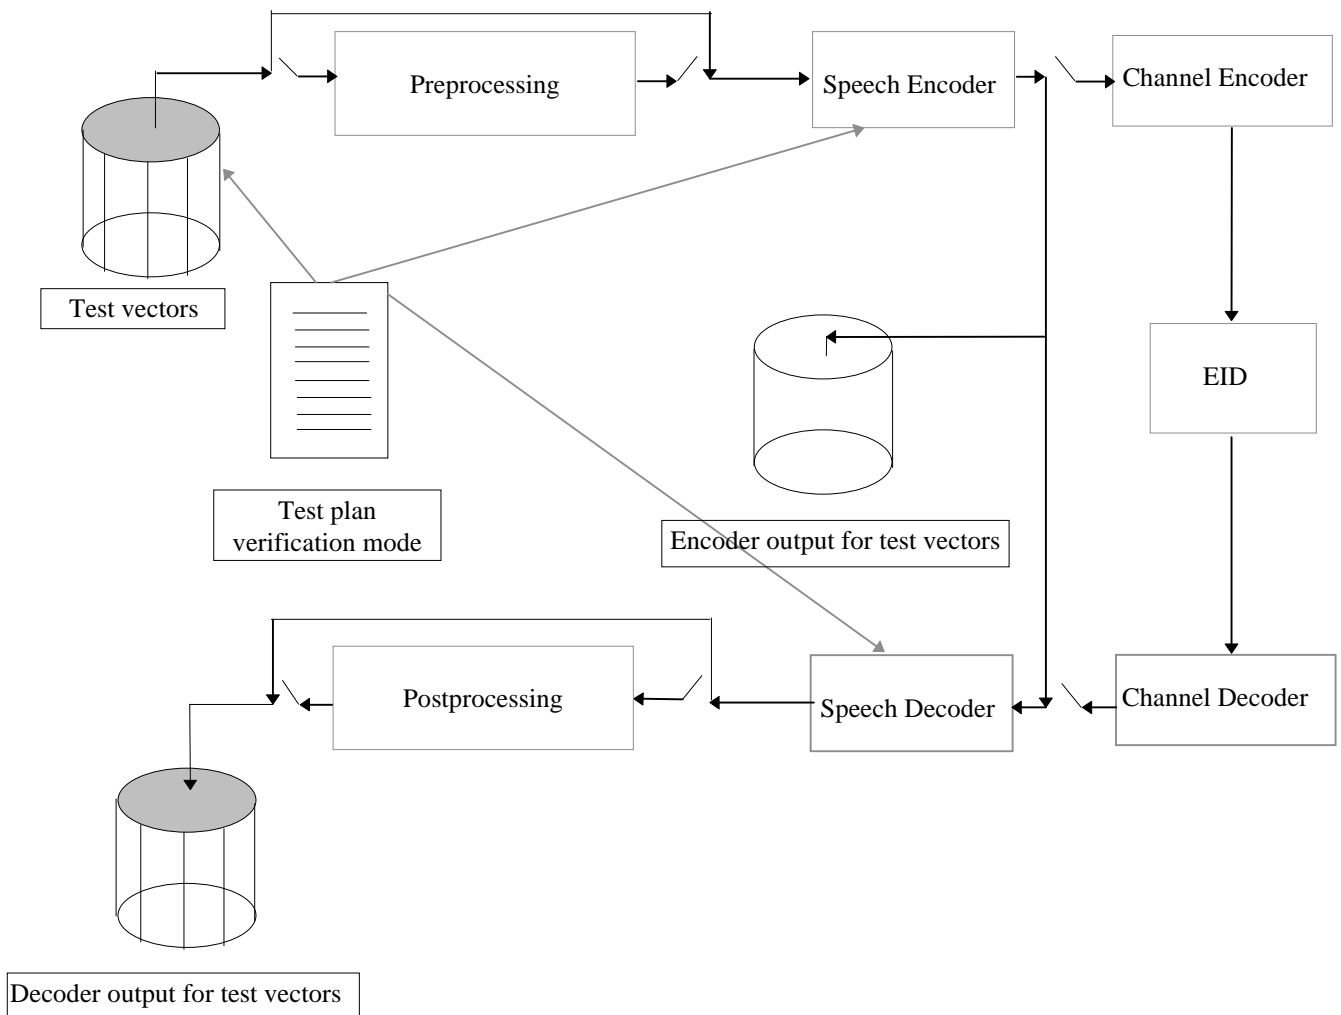 Preprocessing
Speech Encoder
Channel Encoder
Test vectors
EID
Test plan
verification mode
Encoder output for test vectors
Postprocessing
Speech Decoder
Channel Decoder
Decoder output for test vectors